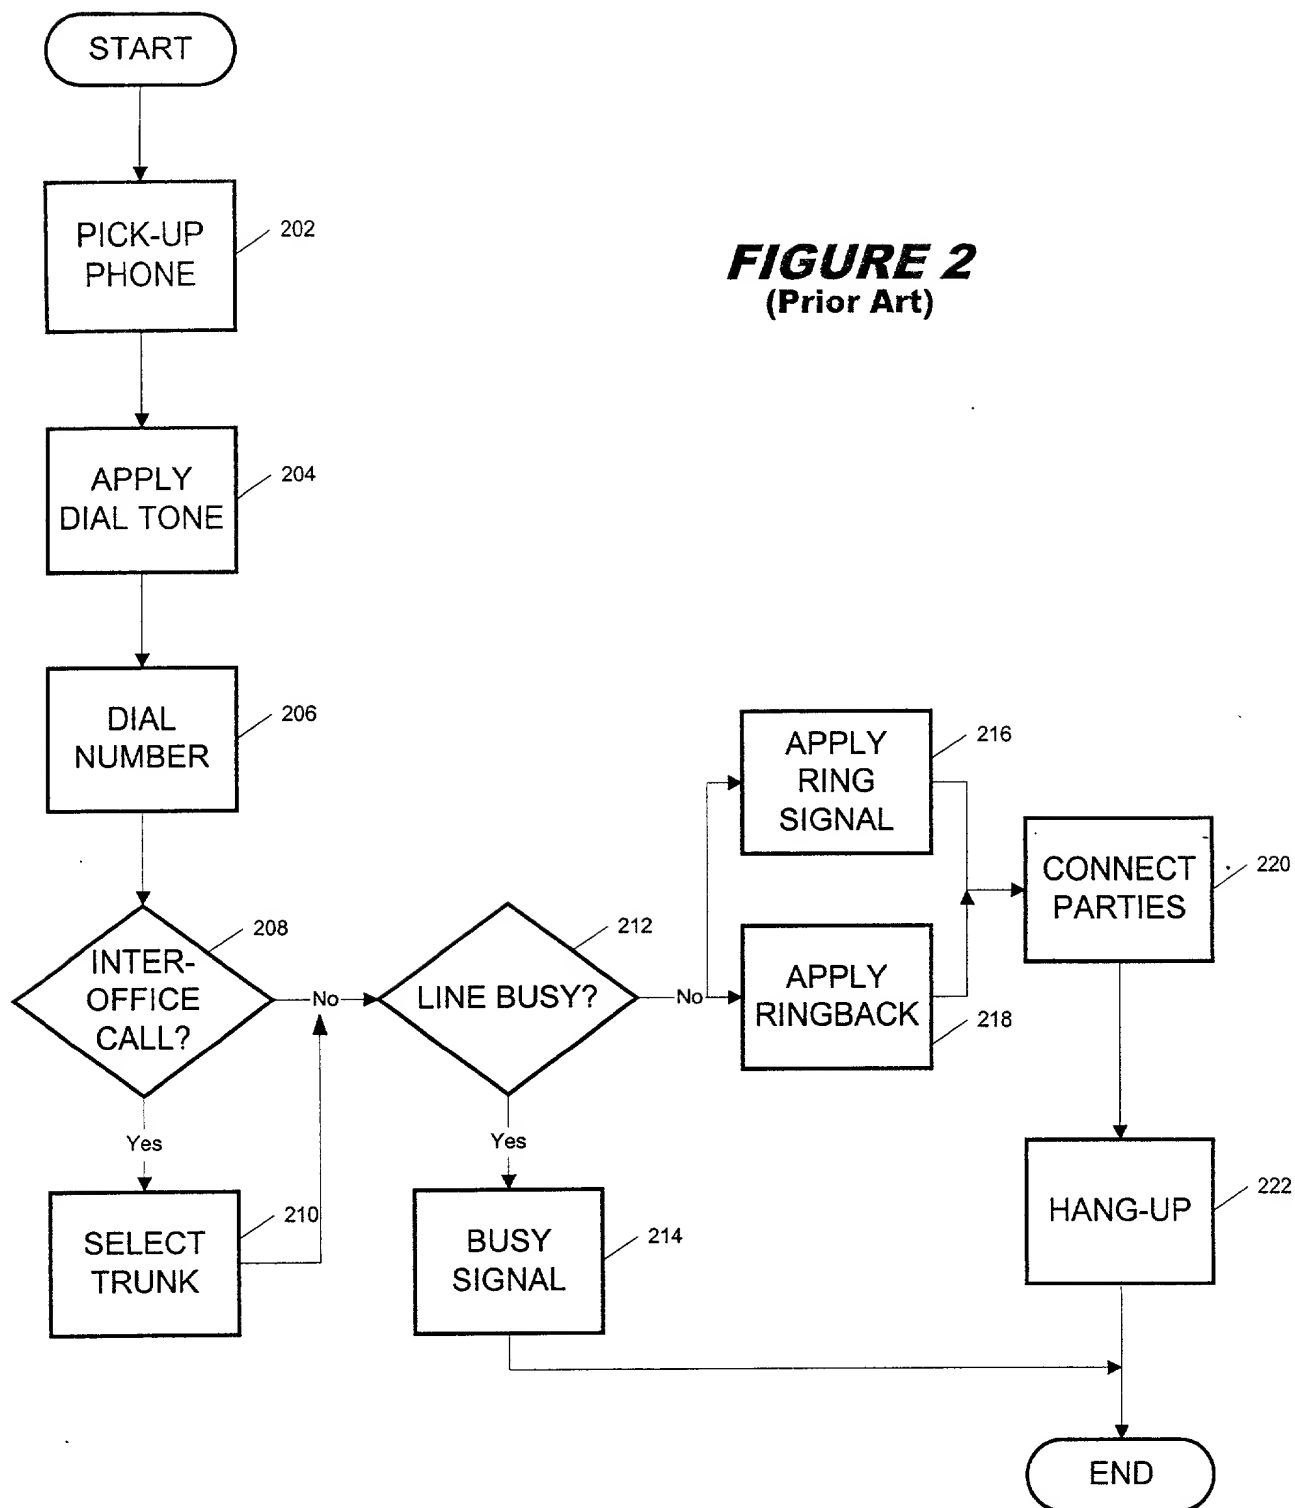 START
PICK-UP
PHONE
202
FIGURE 2
(Prior Art)
APPLY
DIAL TONE
204
DIAL
NUMBER
206
APPLY
RING
SIGNAL
216
CONNECT
PARTIES
220
INTER-
OFFICE
CALL?
208
No
LINE BUSY?
212
No
APPLY
RINGBACK
218
Yes
Yes
SELECT
TRUNK
210
BUSY
SIGNAL
214
HANG-UP
222
END